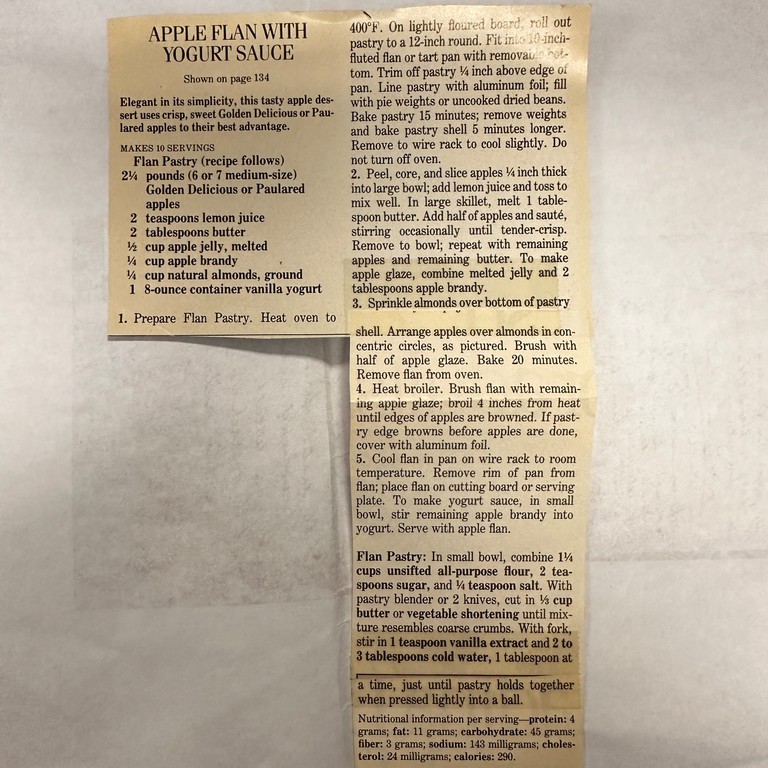 APPLE FLAN WITH
YOGURT SAUCE
Shown on page 134
Elegant in its simplicity, this tasty apple des-
sert uses crisp, sweet Golden Delicious or Pau-
lared apples to their best advantage.
MAKES 10 SERVINGS
Flan Pastry (recipe follows)
2¼ pounds (6 or 7 medium-size)
Golden Delicious or Paulared
apples
2 teaspoons lemon juice
2 tablespoons butter
½ cup apple jelly, melted
¼ cup apple brandy
¼ cup natural almonds, ground
1 8-ounce container vanilla yogurt
1. Prepare Flan Pastry. Heat oven to
400°F. On lightly floured board, roll out
pastry to a 12-inch round. Fit into 10-inch-
fluted flan or tart pan with removable bot-
tom. Trim off pastry ¼ inch above edge of
pan. Line pastry with aluminum foil; fill
with pie weights or uncooked dried beans.
Bake pastry 15 minutes; remove weights
and bake pastry shell 5 minutes longer.
Remove to wire rack to cool slightly. Do
not turn off oven.
2. Peel, core, and slice apples ¼ inch thick
into large bowl; add lemon juice and toss to
mix well. In large skillet, melt 1 table-
spoon butter. Add half of apples and sauté,
stirring occasionally until tender-crisp.
Remove to bowl; repeat with remaining
apples and remaining butter. To make
apple glaze, combine melted jelly and 2
tablespoons apple brandy.
3. Sprinkle almonds over bottom of pastry
shell. Arrange apples over almonds in con-
centric circles, as pictured. Brush with
half of apple glaze. Bake 20 minutes.
Remove flan from oven.
4. Heat broiler. Brush flan with remain-
ing apple glaze; broil 4 inches from heat
until edges of apples are browned. If past-
ry edge browns before apples are done,
cover with aluminum foil.
5. Cool flan in pan on wire rack to room
temperature. Remove rim of pan from
flan; place flan on cutting board or serving
plate. To make yogurt sauce, in small
bowl, stir remaining apple brandy into
yogurt. Serve with apple flan.
Flan Pastry: In small bowl, combine 1¼
cups unsifted all-purpose flour, 2 tea-
spoons sugar, and ¼ teaspoon salt. With
pastry blender or 2 knives, cut in ⅓ cup
butter or vegetable shortening until mix-
ture resembles coarse crumbs. With fork,
stir in 1 teaspoon vanilla extract and 2 to
3 tablespoons cold water, 1 tablespoon at
a time, just until pastry holds together
when pressed lightly into a ball.
Nutritional information per serving—protein: 4
grams; fat: 11 grams; carbohydrate: 45 grams;
fiber: 3 grams; sodium: 143 milligrams; choles-
terol: 24 milligrams; calories: 290.